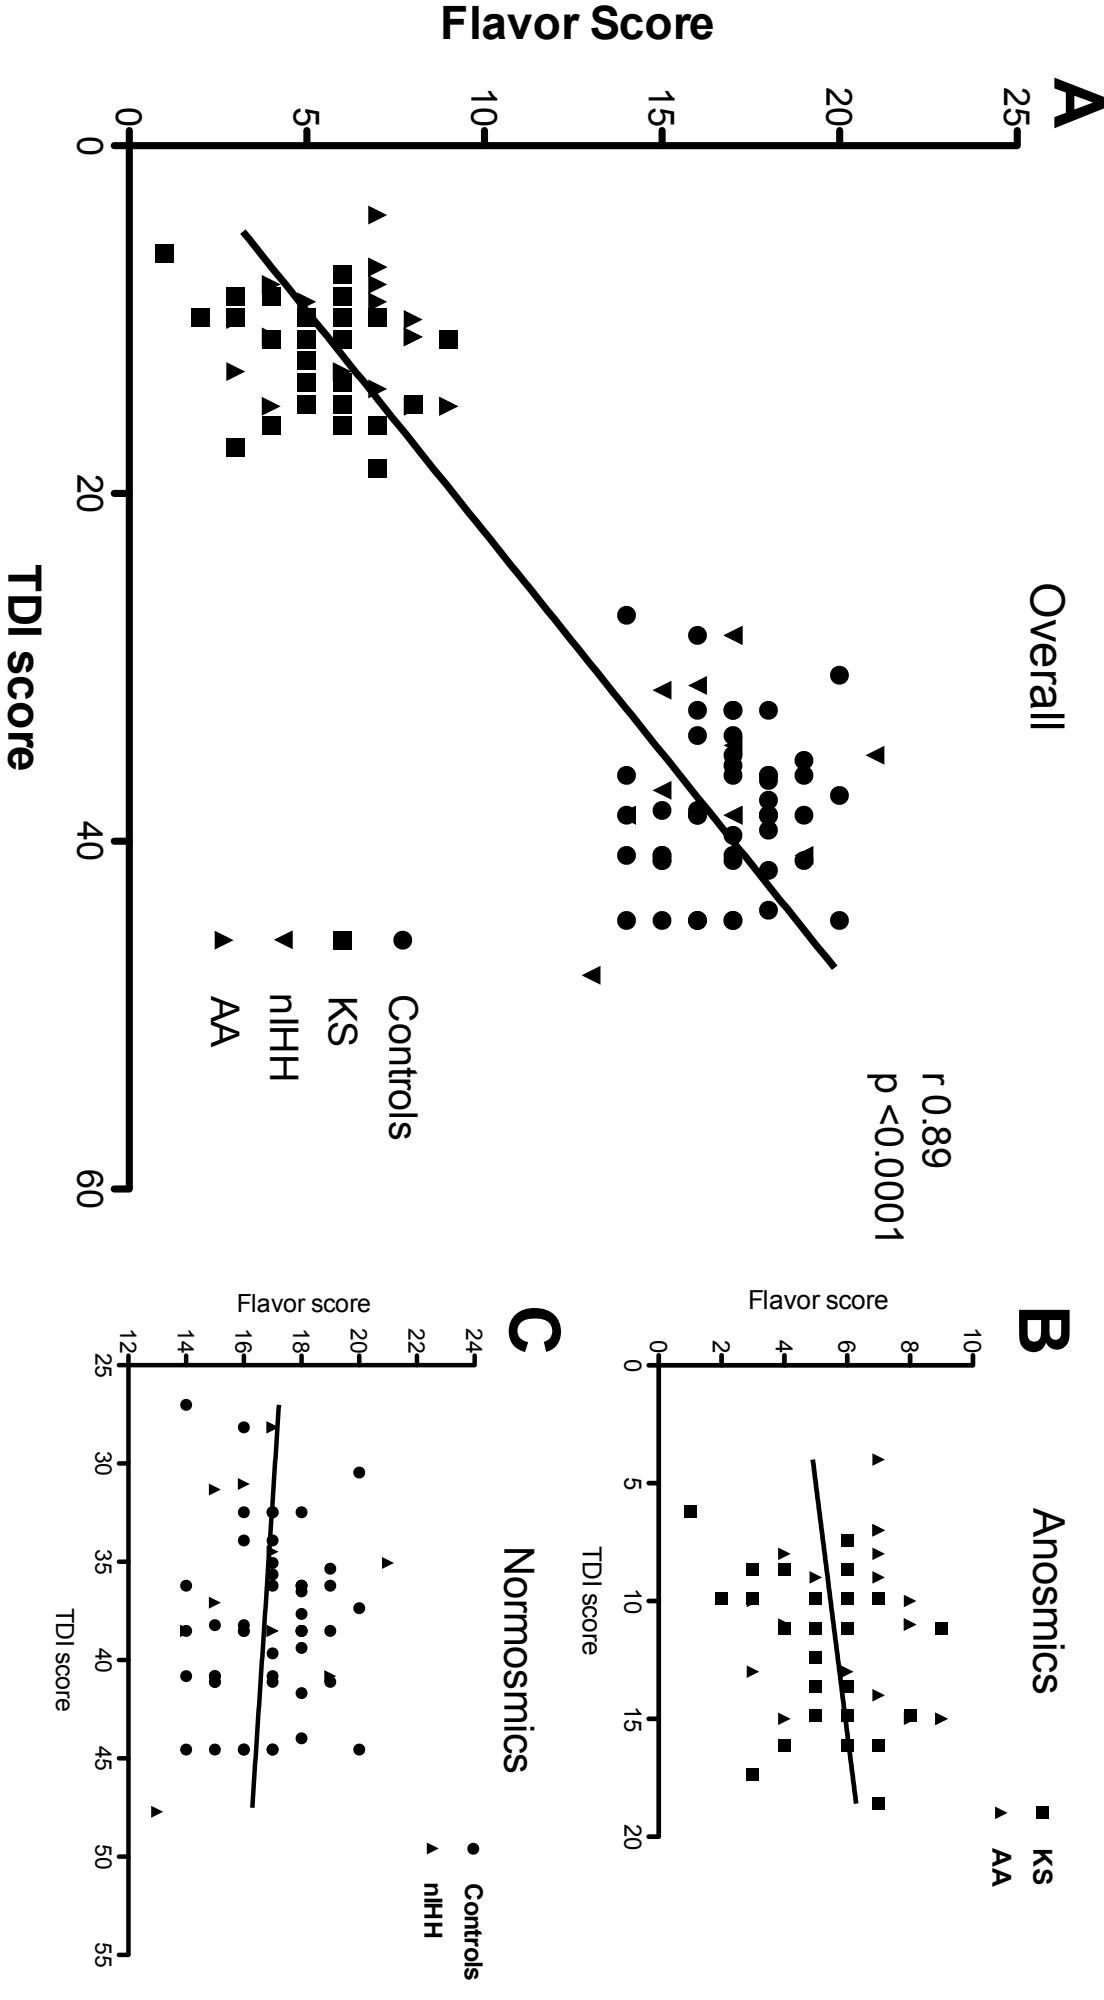 A
Overall
Flavor Score
25
20
15
10
5
0
0
20
40
60
TDI score
r 0.89
p <0.0001
Controls
KS
nIHH
AA
B
Anosmics
Flavor score
10
8
6
4
2
0
0
5
10
15
20
TDI score
KS
AA
C
Normosmics
Flavor score
24
22
20
18
16
14
12
25
30
35
40
45
50
55
TDI score
Controls
nIHH